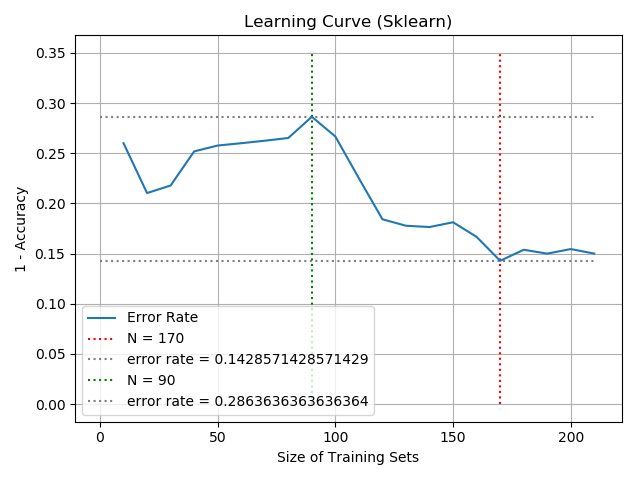 Learning Curve (Sklearn)
0.35
0.30
0.25
0.20
0.15
0.10
0.05
0.00
1 - Accuracy
Error Rate
N = 170
error rate = 0.1428571428571429
N = 90
error rate = 0.2863636363636364
0 50 100 150 200
Size of Training Sets